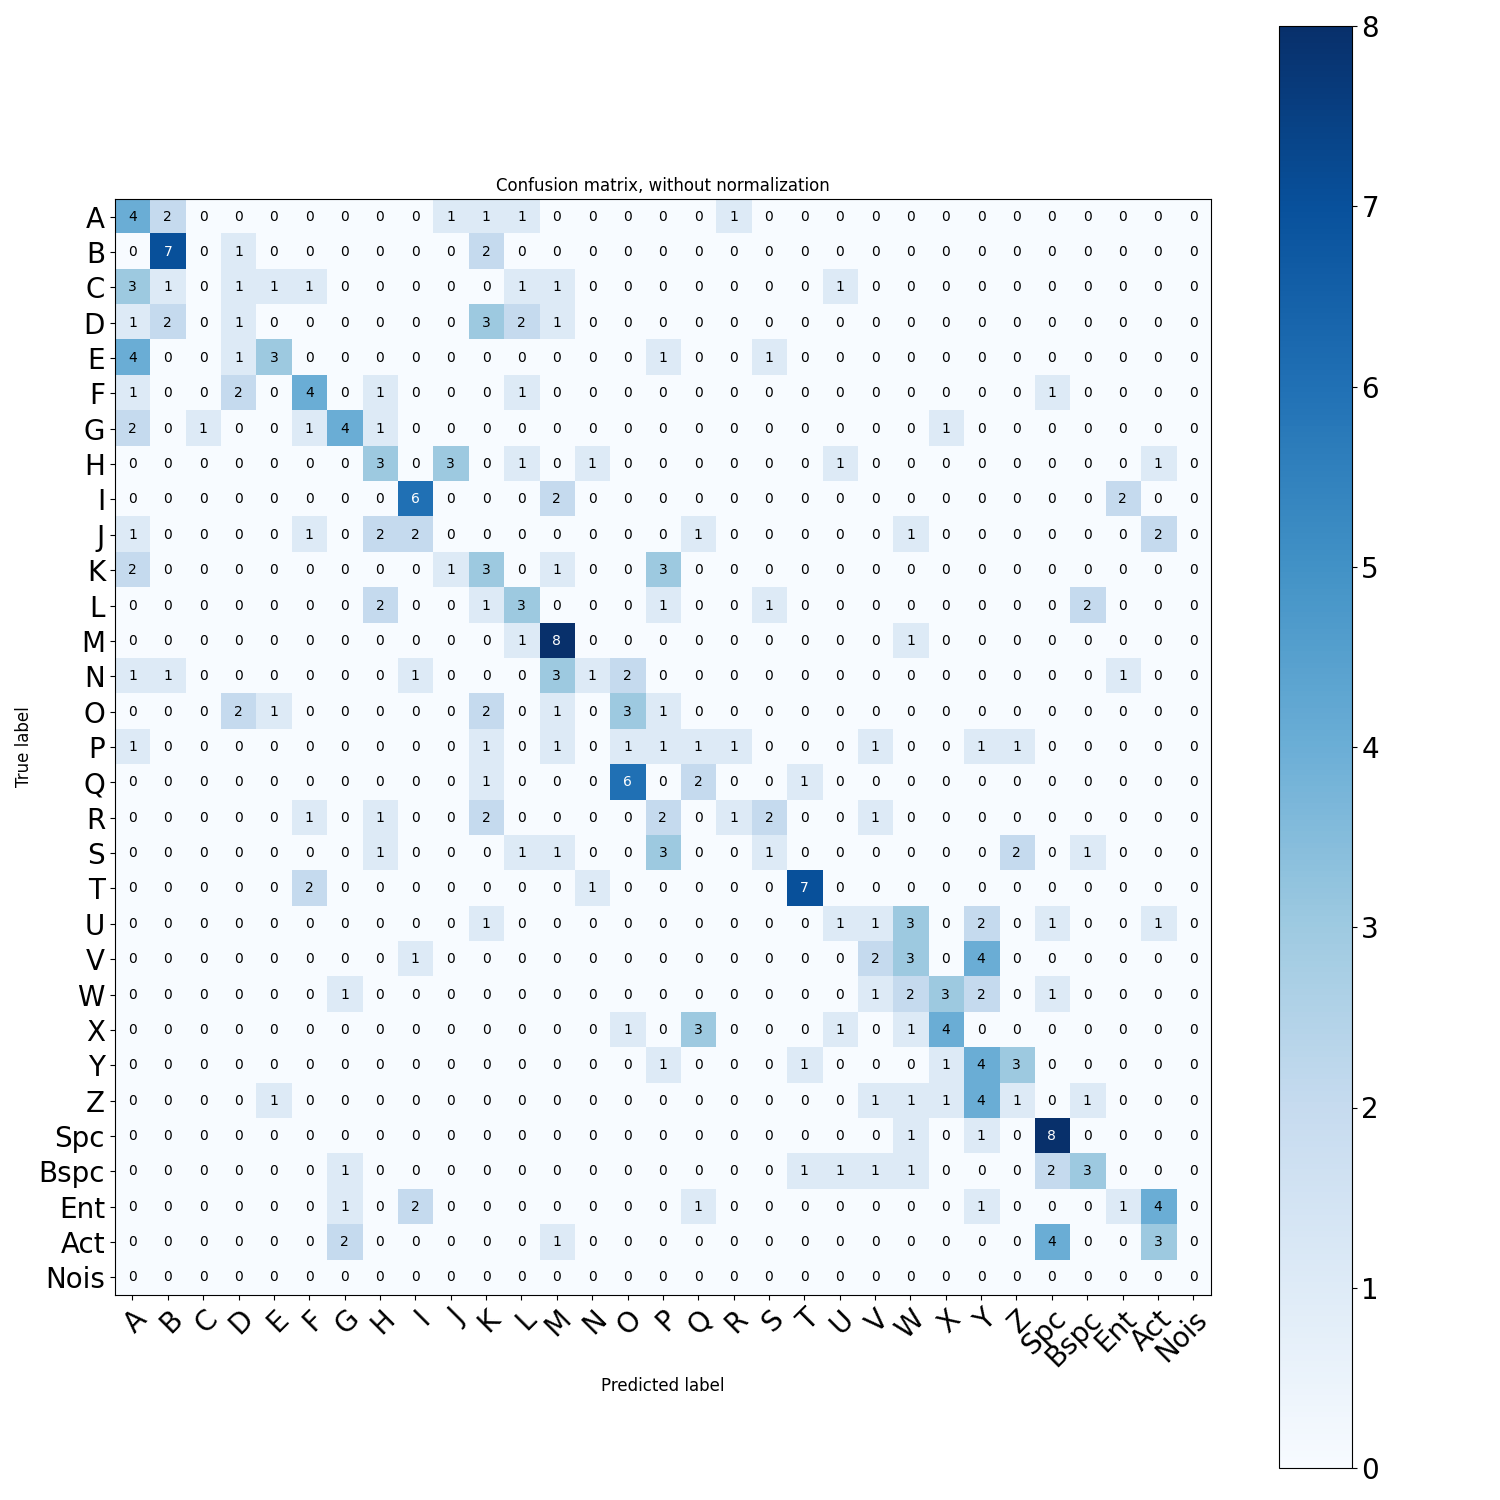 Confusion matrix, without normalization
A 4 2 0 0 0 0 0 0 0 1 1 1 0 0 0 0 0 1 0 0 0 0 0 0 0 0 0 0 0 0 0
B 0 7 0 1 0 0 0 0 0 0 2 0 0 0 0 0 0 0 0 0 0 0 0 0 0 0 0 0 0 0 0
C 3 1 0 1 1 1 0 0 0 0 0 1 1 0 0 0 0 0 0 0 1 0 0 0 0 0 0 0 0 0 0
D 1 2 0 1 0 0 0 0 0 0 3 2 1 0 0 0 0 0 0 0 0 0 0 0 0 0 0 0 0 0 0
E 4 0 0 1 3 0 0 0 0 0 0 0 0 0 0 1 0 0 1 0 0 0 0 0 0 0 0 0 0 0 0
F 1 0 0 2 0 4 0 1 0 0 0 1 0 0 0 0 0 0 0 0 0 0 0 0 0 0 1 0 0 0 0
G 2 0 1 0 0 1 4 1 0 0 0 0 0 0 0 0 0 0 0 0 0 0 0 1 0 0 0 0 0 0 0
H 0 0 0 0 0 0 0 3 0 3 0 1 0 1 0 0 0 0 0 0 1 0 0 0 0 0 0 0 0 1 0
I 0 0 0 0 0 0 0 0 6 0 0 0 2 0 0 0 0 0 0 0 0 0 0 0 0 0 0 0 2 0 0
J 1 0 0 0 0 1 0 2 2 0 0 0 0 0 0 0 1 0 0 0 0 0 1 0 0 0 0 0 0 2 0
K 2 0 0 0 0 0 0 0 0 1 3 0 1 0 0 3 0 0 0 0 0 0 0 0 0 0 0 0 0 0 0
L 0 0 0 0 0 0 0 2 0 0 1 3 0 0 0 1 0 0 1 0 0 0 0 0 0 0 0 2 0 0 0
M 0 0 0 0 0 0 0 0 0 0 0 1 8 0 0 0 0 0 0 0 0 0 1 0 0 0 0 0 0 0 0
N 1 1 0 0 0 0 0 0 1 0 0 0 3 1 2 0 0 0 0 0 0 0 0 0 0 0 0 0 1 0 0
O 0 0 0 2 1 0 0 0 0 0 2 0 1 0 3 1 0 0 0 0 0 0 0 0 0 0 0 0 0 0 0
P 1 0 0 0 0 0 0 0 0 0 1 0 1 0 1 1 1 1 0 0 0 1 0 0 1 1 0 0 0 0 0
Q 0 0 0 0 0 0 0 0 0 0 1 0 0 0 6 0 2 0 0 1 0 0 0 0 0 0 0 0 0 0 0
R 0 0 0 0 0 1 0 1 0 0 2 0 0 0 0 2 0 1 2 0 0 1 0 0 0 0 0 0 0 0 0
S 0 0 0 0 0 0 0 1 0 0 0 1 1 0 0 3 0 0 1 0 0 0 0 0 0 2 0 1 0 0 0
T 0 0 0 0 0 2 0 0 0 0 0 0 0 1 0 0 0 0 0 7 0 0 0 0 0 0 0 0 0 0 0
U 0 0 0 0 0 0 0 0 0 0 1 0 0 0 0 0 0 0 0 0 1 1 3 0 2 0 1 0 0 1 0
V 0 0 0 0 0 0 0 0 1 0 0 0 0 0 0 0 0 0 0 0 0 2 3 0 4 0 0 0 0 0 0
W 0 0 0 0 0 0 1 0 0 0 0 0 0 0 0 0 0 0 0 0 0 1 2 3 2 0 1 0 0 0 0
X 0 0 0 0 0 0 0 0 0 0 0 0 0 0 1 0 3 0 0 0 1 0 1 4 0 0 0 0 0 0 0
Y 0 0 0 0 0 0 0 0 0 0 0 0 0 0 0 1 0 0 0 1 0 0 0 1 4 3 0 0 0 0 0
Z 0 0 0 0 1 0 0 0 0 0 0 0 0 0 0 0 0 0 0 0 0 1 1 1 4 1 0 1 0 0 0
Spc 0 0 0 0 0 0 0 0 0 0 0 0 0 0 0 0 0 0 0 0 0 0 1 0 1 0 8 0 0 0 0
Bspc 0 0 0 0 0 0 1 0 0 0 0 0 0 0 0 0 0 0 0 1 1 1 1 0 0 0 2 3 0 0 0
Ent 0 0 0 0 0 0 1 0 2 0 0 0 0 0 0 0 1 0 0 0 0 0 0 0 1 0 0 0 1 4 0
Act 0 0 0 0 0 0 2 0 0 0 0 0 1 0 0 0 0 0 0 0 0 0 0 0 0 0 4 0 0 3 0
Nois 0 0 0 0 0 0 0 0 0 0 0 0 0 0 0 0 0 0 0 0 0 0 0 0 0 0 0 0 0 0 0
A B C D E F G H I J K L M N O P Q R S T U V W X Y Z Spc Bspc Ent Act Nois
Predicted label
True label
8
7
6
5
4
3
2
1
0